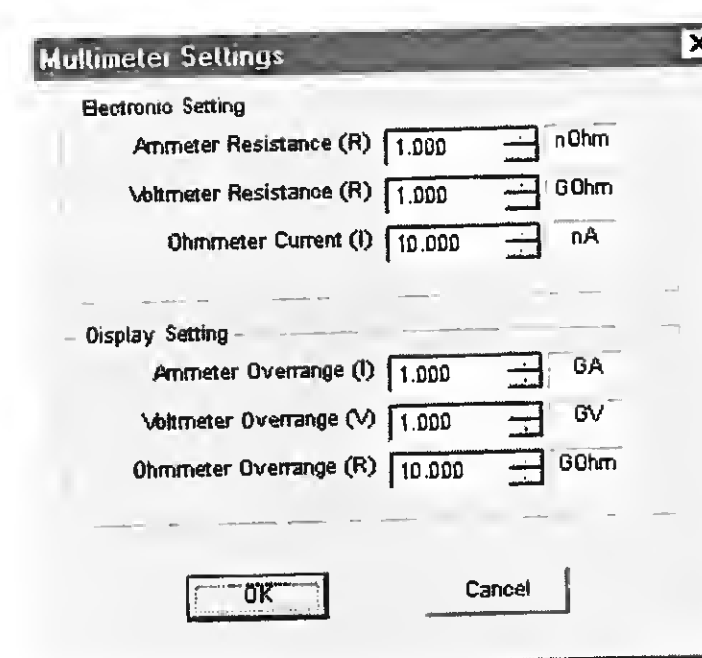 Multimeter Settings X
Electronic Setting
Ammeter Resistance (R) 1.000 nOhm
Voltmeter Resistance (R) 1.000 GOhm
Ohmmeter Current (I) 10.000 nA
Display Setting
Ammeter Overrange (I) 1.000 GA
Voltmeter Overrange (V) 1.000 GV
Ohmmeter Overrange (R) 10.000 GOhm
OK Cancel